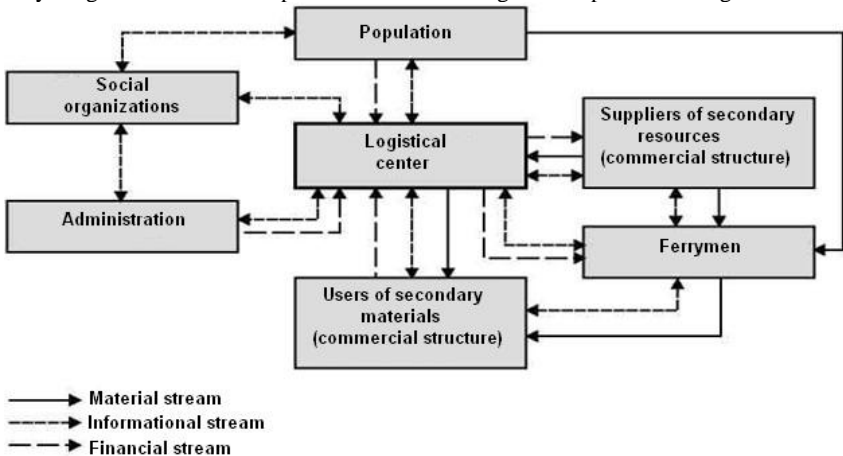 Population
Social
organizations
Suppliers of secondary
resources
(commercial structure)
Logistical
center
Administration
Ferrymen
Users of secondary
materials
(commercial structure)
Material stream
Informational stream
Financial stream